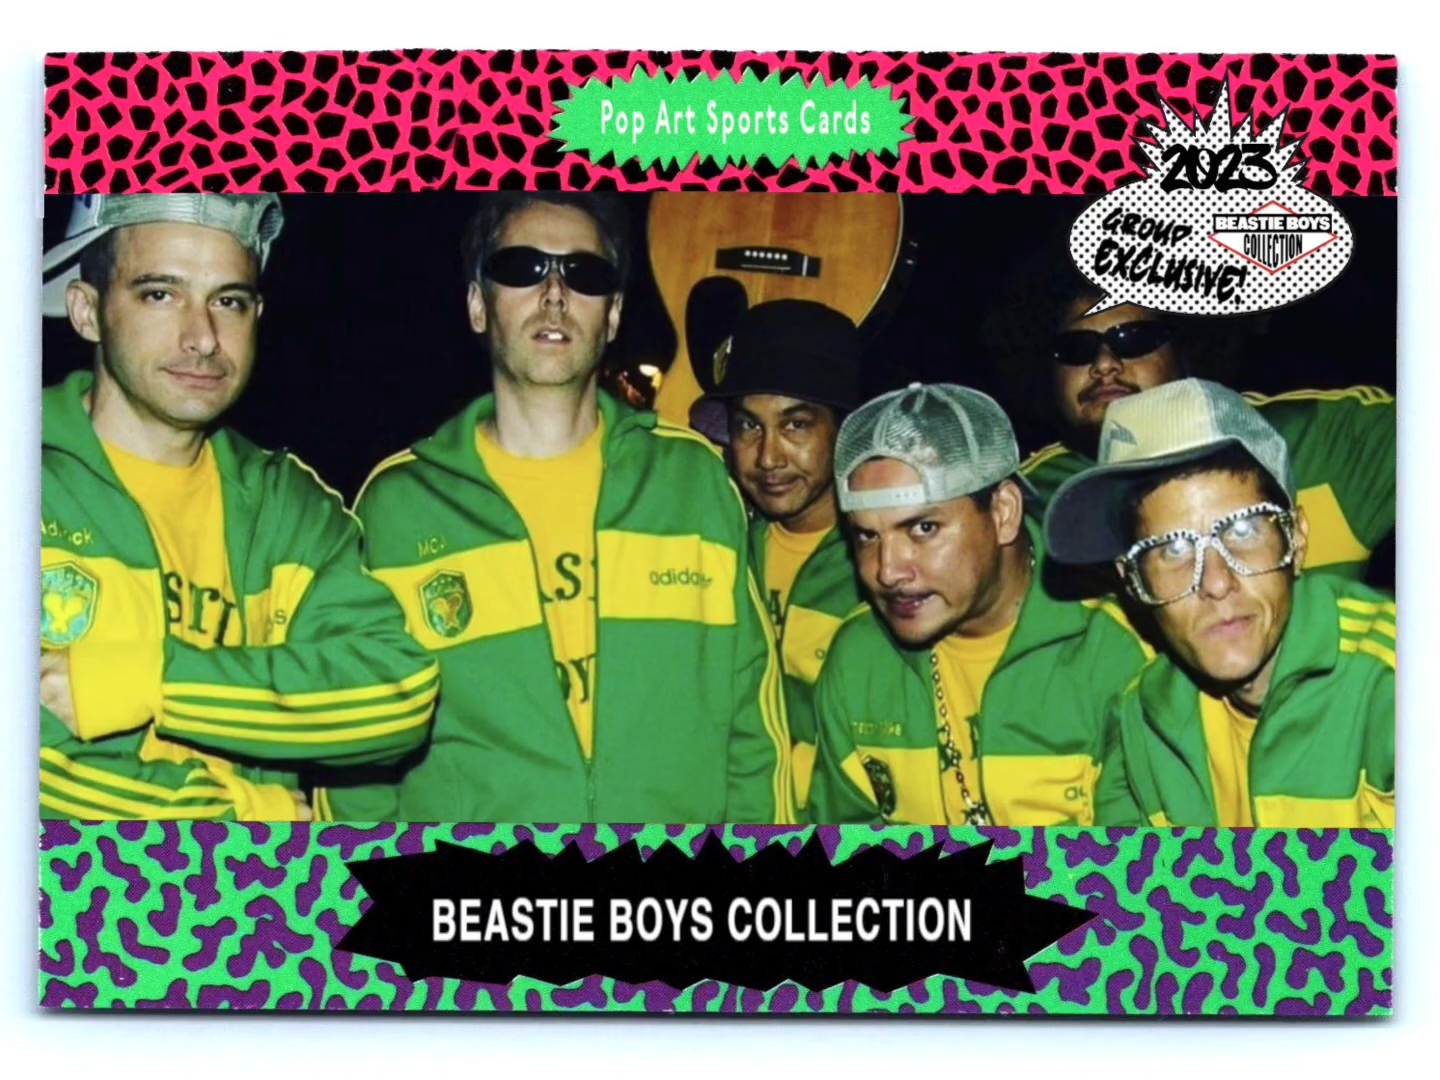 Pop Art Sports Cards
2023
GROUP
EXCLUSIVE!
BEASTIE BOYS
COLLECTION
MCA
adidas
BEASTIE BOYS COLLECTION